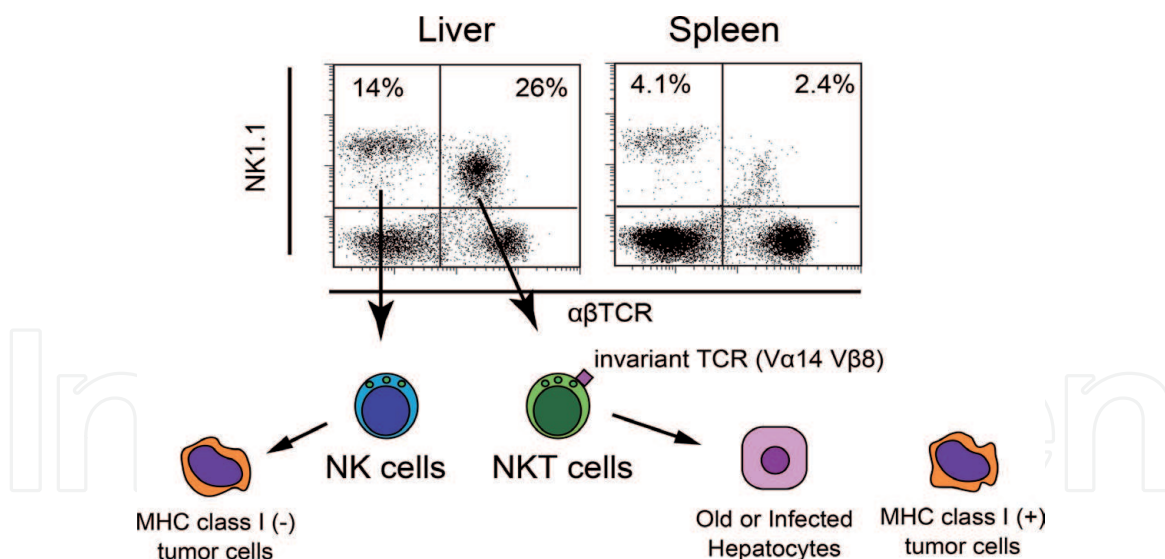 Liver
Spleen
14%
26%
4.1%
2.4%
NK1.1
αβTCR
invariant TCR (Vα14 Vβ8)
NK cells
NKT cells
MHC class I (-)
tumor cells
Old or Infected
Hepatocytes
MHC class I (+)
tumor cells